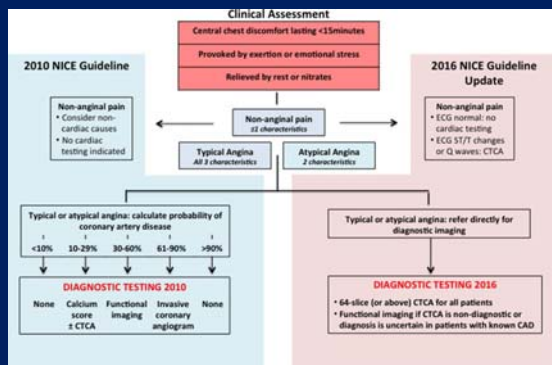 Clinical Assessment
Central chest discomfort lasting <15minutes
Provoked by exertion or emotional stress
Relieved by rest or nitrates
2010 NICE Guideline
2016 NICE Guideline
Update
Non-anginal pain
• Consider non-
cardiac causes
• No cardiac
testing indicated
Non-anginal pain
≤1 characteristics
Non-anginal pain
• ECG normal: no
cardiac testing
• ECG ST/T changes
or Q waves: CTCA
Typical Angina
All 3 characteristics
Atypical Angina
2 characteristics
Typical or atypical angina: calculate probability of
coronary artery disease
<10% 10-29% 30-60% 61-90% >90%
Typical or atypical angina: refer directly for
diagnostic imaging
DIAGNOSTIC TESTING 2010
None
Calcium
score
± CTCA
Functional
imaging
Invasive
coronary
angiogram
None
DIAGNOSTIC TESTING 2016
• 64-slice (or above) CTCA for all patients
• Functional imaging if CTCA is non-diagnostic or
diagnosis is uncertain in patients with known CAD